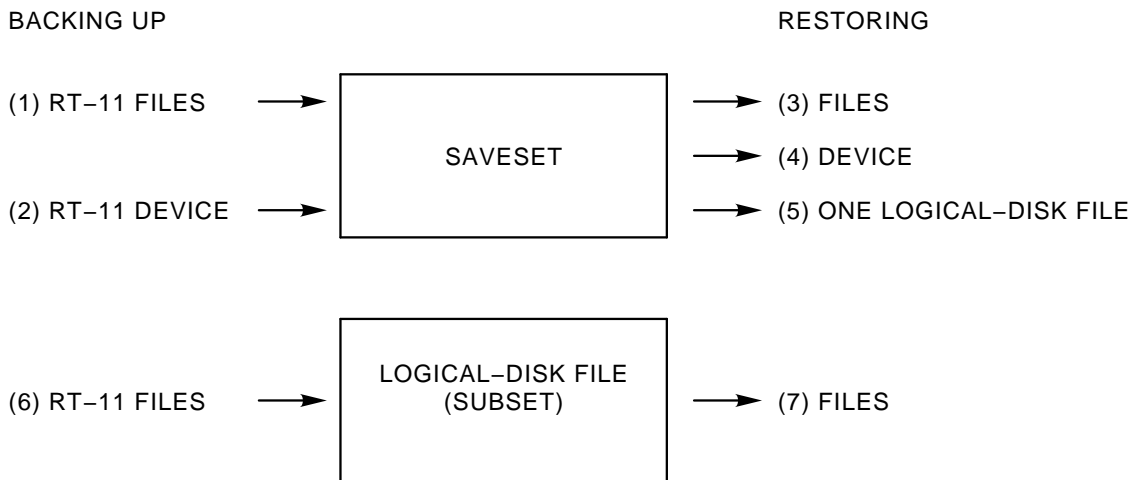 BACKING UP
RESTORING
(1) RT−11 FILES
(3) FILES
SAVESET
(4) DEVICE
(2) RT−11 DEVICE
(5) ONE LOGICAL−DISK FILE
LOGICAL−DISK FILE
(SUBSET)
(6) RT−11 FILES
(7) FILES